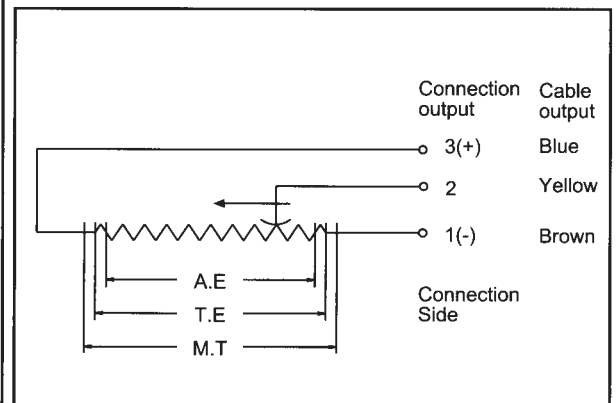 Connection Cable
output output
3(+) Blue
2 Yellow
1(-) Brown
A.E
T.E
M.T
Connection
Side